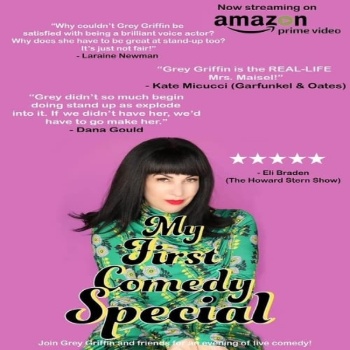 "Why couldn't Grey Griffin be
satisfied with being a brilliant voice actor?
Why does she have to be great at stand-up too?
It's just not fair!"
- Laraine Newman
Now streaming on
amazon
prime video
"Grey Griffin is the REAL-LIFE
Mrs. Maisel!"
- Kate Micucci (Garfunkel & Oates)
"Grey didn't so much begin
doing stand up as explode
into it. If we didn't have her, we'd
have to go make her."
- Dana Gould
★★★★★
- Eli Braden
(The Howard Stern Show)
My
First
Comedy
Special
Join Grey Griffin and friends for an evening of live comedy!